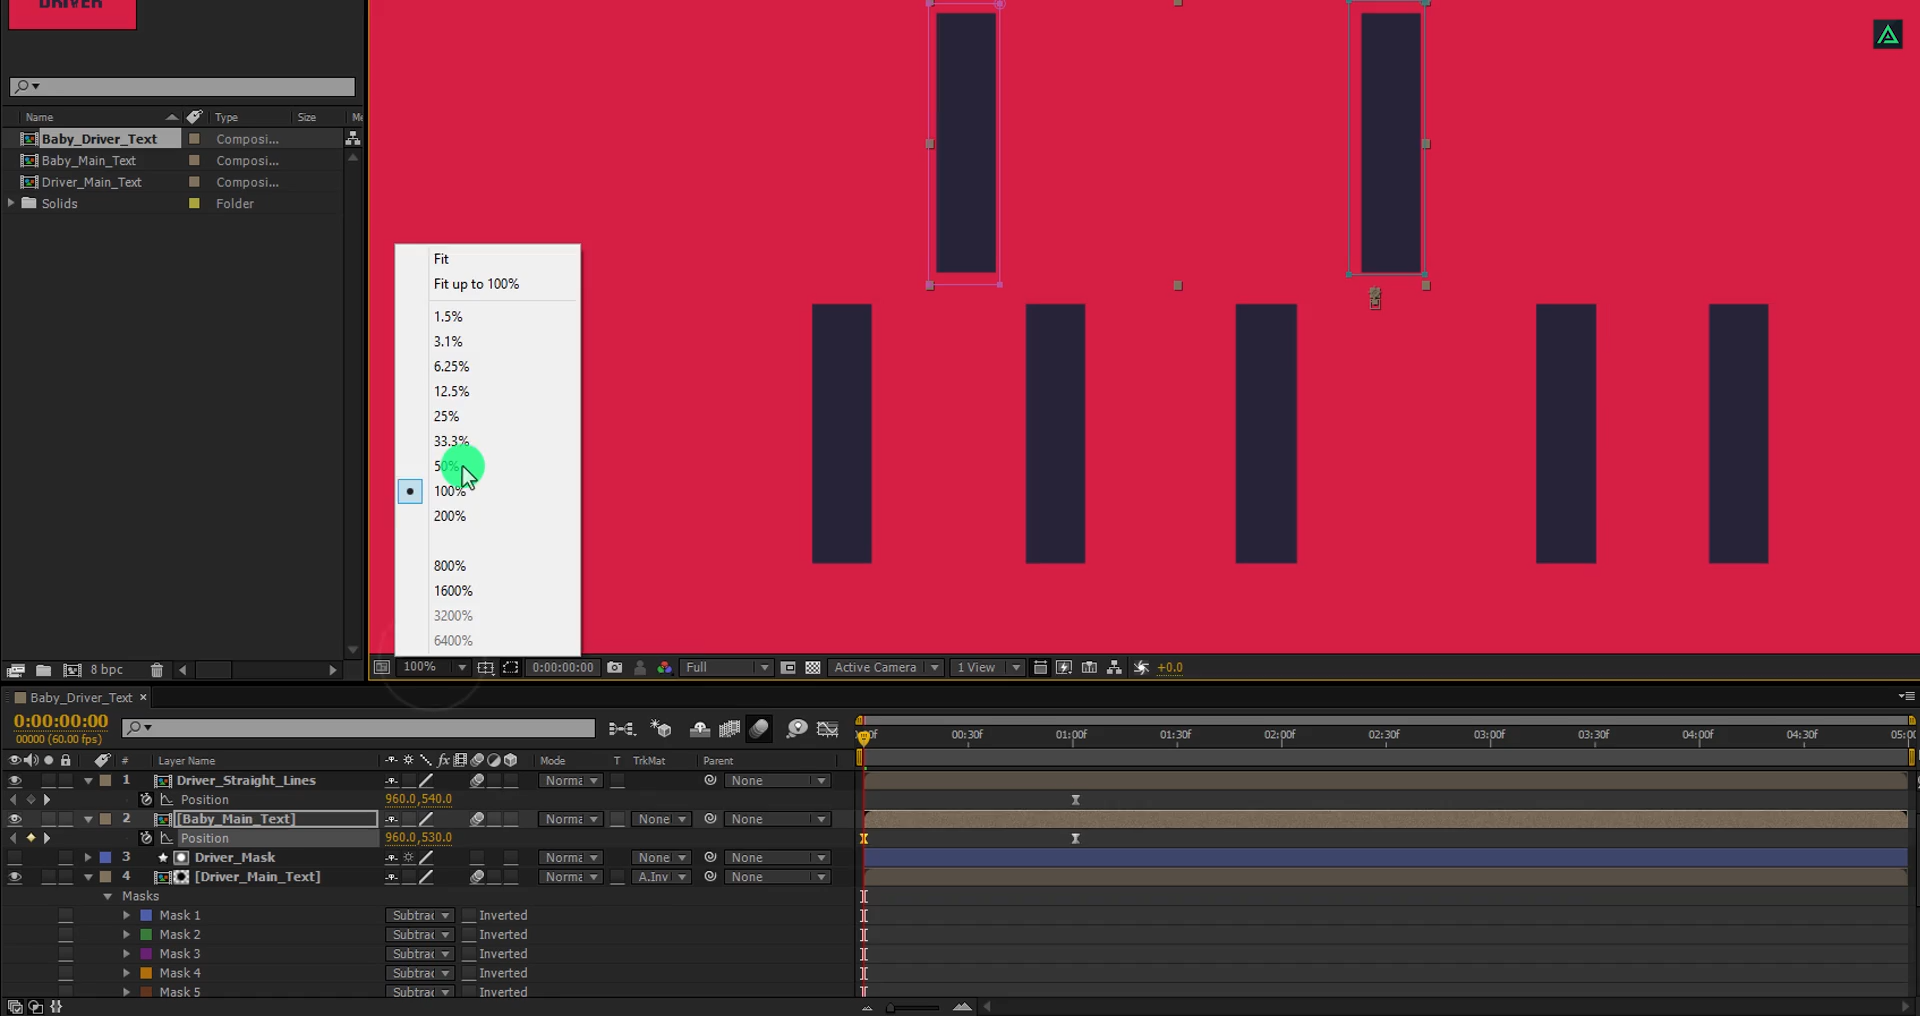 DRIVER
Name Type Size Me
Baby_Driver_Text Composi...
Baby_Main_Text Composi...
Driver_Main_Text Composi...
Solids Folder
Fit
Fit up to 100%
1.5%
3.1%
6.25%
12.5%
25%
33.3%
50%
100%
200%
800%
1600%
3200%
6400%
8 bpc
100% 0:00:00:00 Full Active Camera 1 View +0.0
Baby_Driver_Text ×
0:00:00:00
00000 (60.00 fps)
00:30f 01:00f 01:30f 02:00f 02:30f 03:00f 03:30f 04:00f 04:30f
# Layer Name fx Mode T TrkMat Parent
1 Driver_Straight_Lines Norma None
Position 960.0,540.0
2 [Baby_Main_Text] Norma None None
Position 960.0,530.0
3 Driver_Mask Norma None None
4 [Driver_Main_Text] Norma A.Inv None
Masks
Mask 1 Subtrac Inverted
Mask 2 Subtrac Inverted
Mask 3 Subtrac Inverted
Mask 4 Subtrac Inverted
Mask 5 Subtrac Inverted